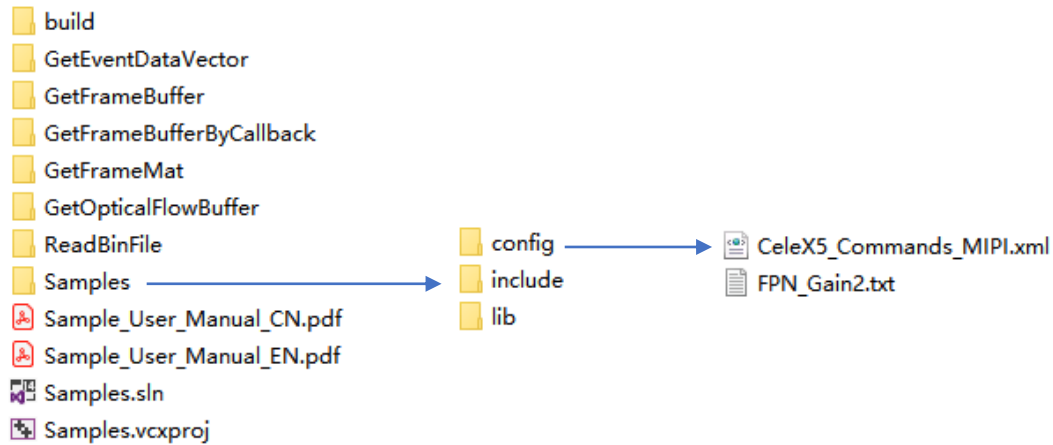 build
GetEventDataVector
GetFrameBuffer
GetFrameBufferByCallback
GetFrameMat
GetOpticalFlowBuffer
ReadBinFile
Samples
Sample_User_Manual_CN.pdf
Sample_User_Manual_EN.pdf
Samples.sln
Samples.vcxproj
config
include
lib
CeleX5_Commands_MIPI.xml
FPN_Gain2.txt